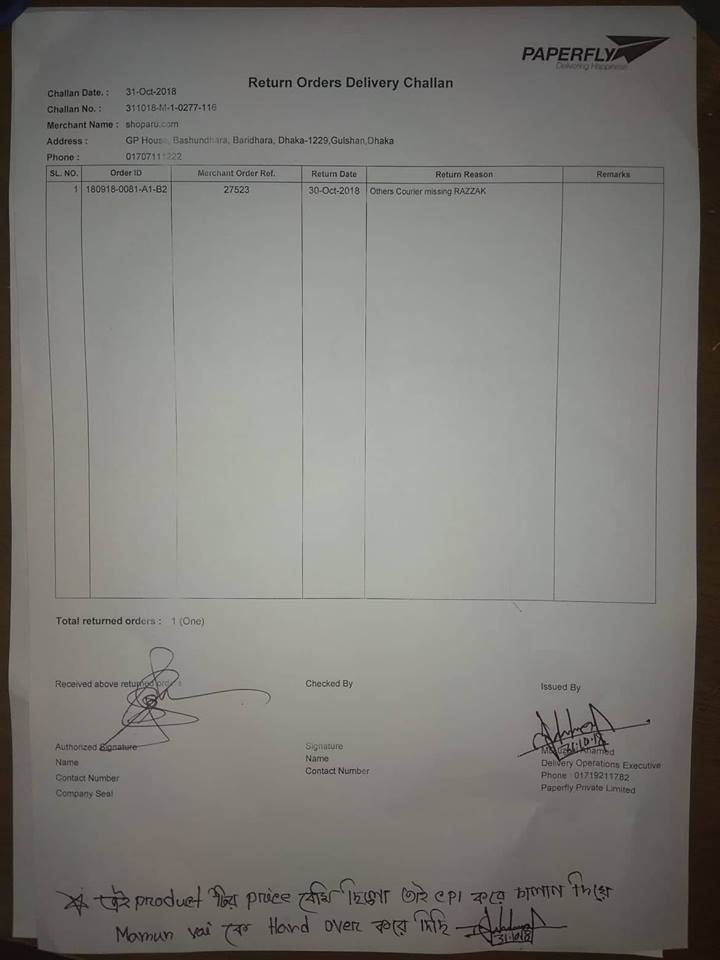 PAPERFLY
Delivering Happiness
Return Orders Delivery Challan
Challan Date. : 31-Oct-2018
Challan No. : 311018-M-1-0277-116
Merchant Name : shoparu.com
Address : GP House, Bashundhara, Baridhara, Dhaka-1229,Gulshan,Dhaka
Phone : 01707111222
SL. NO. Order ID Merchant Order Ref. Return Date Return Reason Remarks
1 180918-0081-A1-B2 27523 30-Oct-2018 Others Courier missing RAZZAK
Total returned orders : 1 (One)
Received above returned orders
Checked By
Issued By
31.10.18
Authorized Signature
Name
Contact Number
Company Seal
Signature
Name
Contact Number
Ahamed
Delivery Operations Executive
Phone : 01719211782
Paperfly Private Limited
এই product টার price বেশি ছিলো তাই করে চালান দিয়ে
Mamun vai কে Hand over করে দিছি
31.10.18